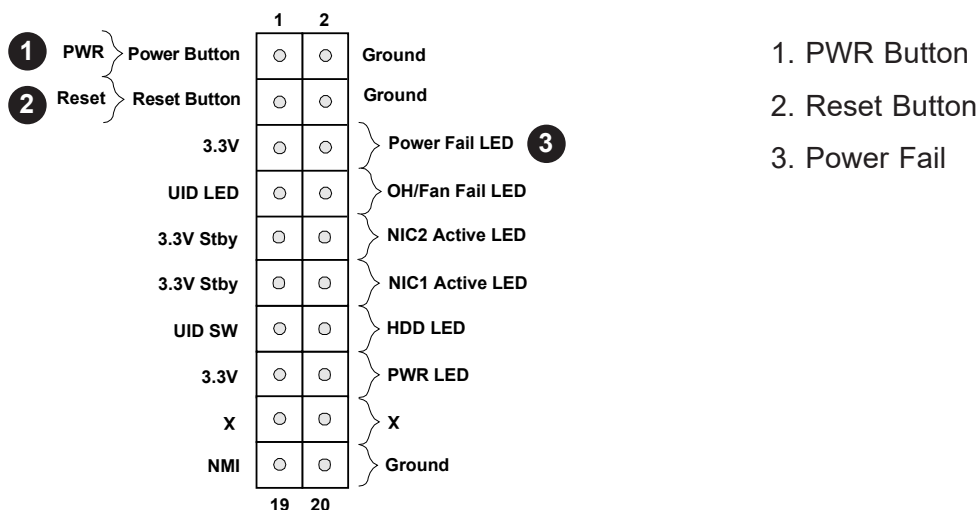 1 2
1 PWR Power Button Ground
2 Reset Reset Button Ground
3.3V Power Fail LED 3
UID LED OH/Fan Fail LED
3.3V Stby NIC2 Active LED
3.3V Stby NIC1 Active LED
UID SW HDD LED
3.3V PWR LED
X X
NMI Ground
19 20
1. PWR Button
2. Reset Button
3. Power Fail